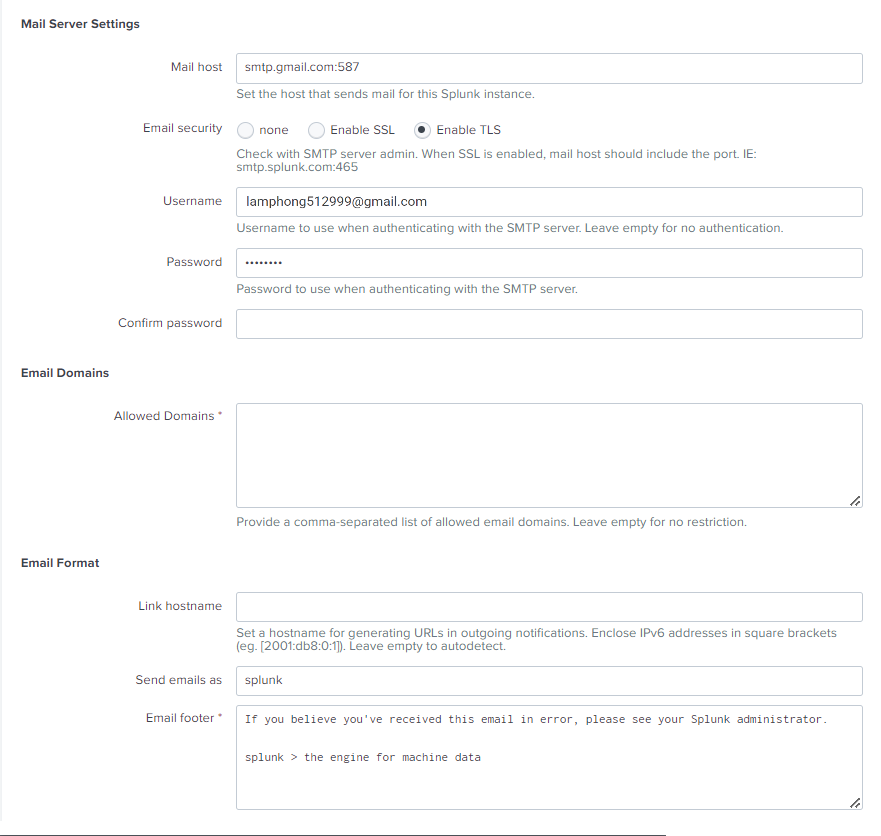 Mail Server Settings
Mail host
smtp.gmail.com:587
Set the host that sends mail for this Splunk instance.
Email security
none Enable SSL Enable TLS
Check with SMTP server admin. When SSL is enabled, mail host should include the port. IE:
smtp.splunk.com:465
Username
lamphong512999@gmail.com
Username to use when authenticating with the SMTP server. Leave empty for no authentication.
Password
••••••••
Password to use when authenticating with the SMTP server.
Confirm password
Email Domains
Allowed Domains *
Provide a comma-separated list of allowed email domains. Leave empty for no restriction.
Email Format
Link hostname
Set a hostname for generating URLs in outgoing notifications. Enclose IPv6 addresses in square brackets
(eg. [2001:db8:0:1]). Leave empty to autodetect.
Send emails as
splunk
Email footer *
If you believe you've received this email in error, please see your Splunk administrator.
splunk > the engine for machine data